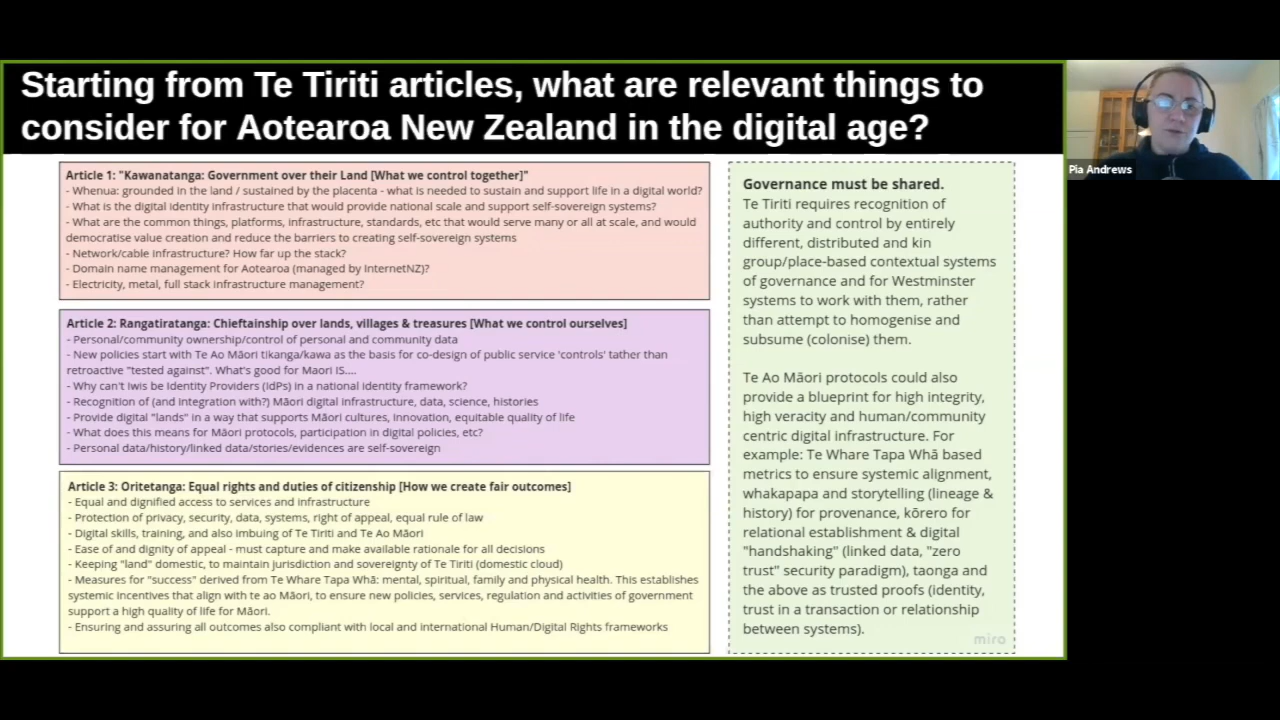 Starting from Te Tiriti articles, what are relevant things to
consider for Aotearoa New Zealand in the digital age?
Article 1: "Kawanatanga: Government over their Land [What we control together]"
- Whenua: grounded in the land / sustained by the placenta - what is needed to sustain and support life in a digital world?
- What is the digital identity infrastructure that would provide national scale and support self-sovereign systems?
- What are the common things, platforms, infrastructure, standards, etc that would serve many or all at scale, and would
democratise value creation and reduce the barriers to creating self-sovereign systems
- Network/cable infrastructure? How far up the stack?
- Domain name management for Aotearoa (managed by InternetNZ)?
- Electricity, metal, full stack infrastructure management?
Article 2: Rangatiratanga: Chieftainship over lands, villages & treasures [What we control ourselves]
- Personal/community ownership/control of personal and community data
- New policies start with Te Ao Māori tikanga/kawa as the basis for co-design of public service 'controls' tather than
retroactive "tested against". What's good for Maori IS....
- Why can't Iwis be Identity Providers (IdPs) in a national identity framework?
- Recognition of (and integration with?) Māori digital infrastructure, data, science, histories
- Provide digital "lands" in a way that supports Māori cultures, innovation, equitable quality of life
- What does this means for Māori protocols, participation in digital policies, etc?
- Personal data/history/linked data/stories/evidences are self-sovereign
Article 3: Oritetanga: Equal rights and duties of citizenship [How we create fair outcomes]
- Equal and dignified access to services and infrastructure
- Protection of privacy, security, data, systems, right of appeal, equal rule of law
- Digital skills, training, and also imbuing of Te Tiriti and Te Ao Māori
- Ease of and dignity of appeal - must capture and make available rationale for all decisions
- Keeping "land" domestic, to maintain jurisdiction and sovereignty of Te Tiriti (domestic cloud)
- Measures for "success" derived from Te Whare Tapa Whā: mental, spiritual, family and physical health. This establishes
systemic incentives that align with te ao Māori, to ensure new policies, services, regulation and activities of government
support a high quality of life for Māori.
- Ensuring and assuring all outcomes also compliant with local and international Human/Digital Rights frameworks
Governance must be shared.
Te Tiriti requires recognition of
authority and control by entirely
different, distributed and kin
group/place-based contextual systems
of governance and for Westminster
systems to work with them, rather
than attempt to homogenise and
subsume (colonise) them.
Te Ao Māori protocols could also
provide a blueprint for high integrity,
high veracity and human/community
centric digital infrastructure. For
example: Te Whare Tapa Whā based
metrics to ensure systemic alignment,
whakapapa and storytelling (lineage &
history) for provenance, kōrero for
relational establishment & digital
"handshaking" (linked data, "zero
trust" security paradigm), taonga and
the above as trusted proofs (identity,
trust in a transaction or relationship
between systems).
miro
Pia Andrews